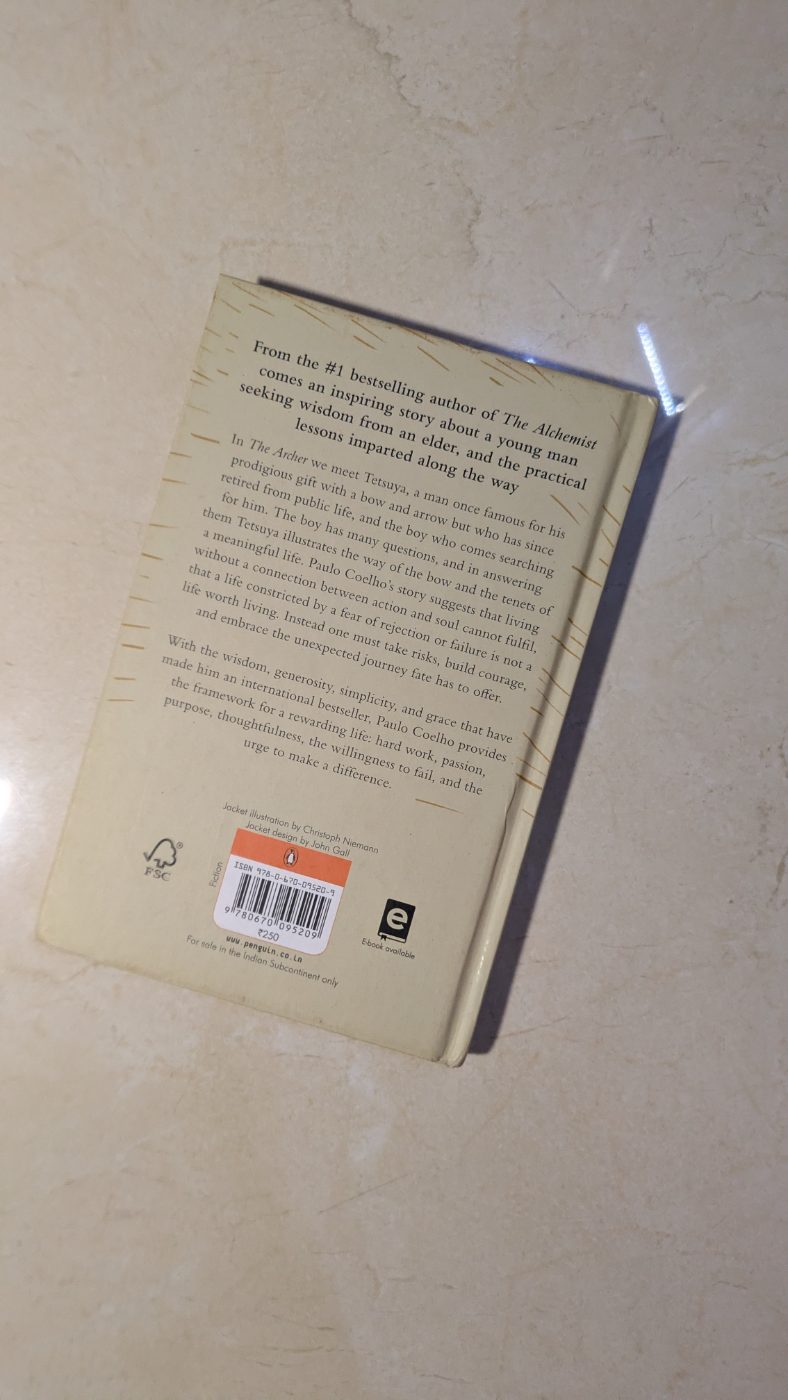 From the #1 bestselling author of The Alchemist
comes an inspiring story about a young man
seeking wisdom from an elder, and the practical
lessons imparted along the way
In The Archer we meet Tetsuya, a man once famous for his
prodigious gift with a bow and arrow but who has since
retired from public life, and the boy who comes searching
for him. The boy has many questions, and in answering
them Tetsuya illustrates the way of the bow and the tenets of
a meaningful life. Paulo Coelho's story suggests that living
without a connection between action and soul cannot fulfil,
that a life constricted by a fear of rejection or failure is not a
life worth living. Instead one must take risks, build courage,
and embrace the unexpected journey fate has to offer.
With the wisdom, generosity, simplicity, and grace that have
made him an international bestseller, Paulo Coelho provides
the framework for a rewarding life: hard work, passion,
purpose, thoughtfulness, the willingness to fail, and the
urge to make a difference.
Jacket illustration by Christoph Niemann
Jacket design by John Gall
FSC®
Fiction
ISBN 978-0-670-09520-9
9 780670 095209
₹250
www.penguin.co.in
For sale in the Indian Subcontinent only
e
E-book available